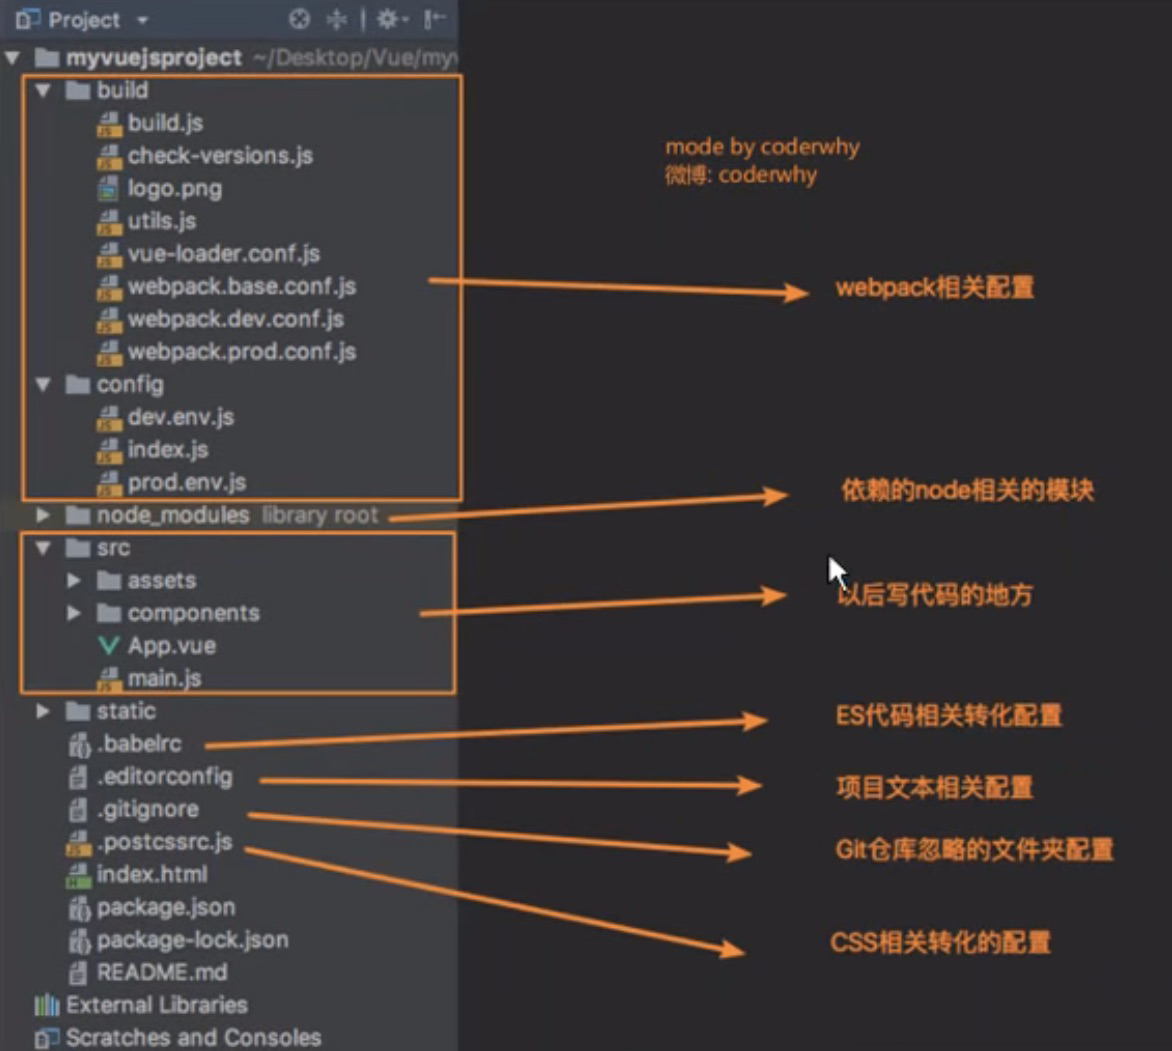 Project
myvuejsproject ~/Desktop/Vue/myv
build
build.js
check-versions.js
mode by coderwhy
微博: coderwhy
logo.png
utils.js
vue-loader.conf.js
webpack.base.conf.js
webpack相关配置
webpack.dev.conf.js
webpack.prod.conf.js
config
dev.env.js
index.js
prod.env.js
依赖的node相关的模块
node_modules library root
src
assets
以后写代码的地方
components
App.vue
main.js
static
ES代码相关转化配置
.babelrc
.editorconfig
项目文本相关配置
.gitignore
.postcssrc.js
Git仓库忽略的文件夹配置
index.html
package.json
package-lock.json
CSS相关转化的配置
README.md
External Libraries
Scratches and Consoles